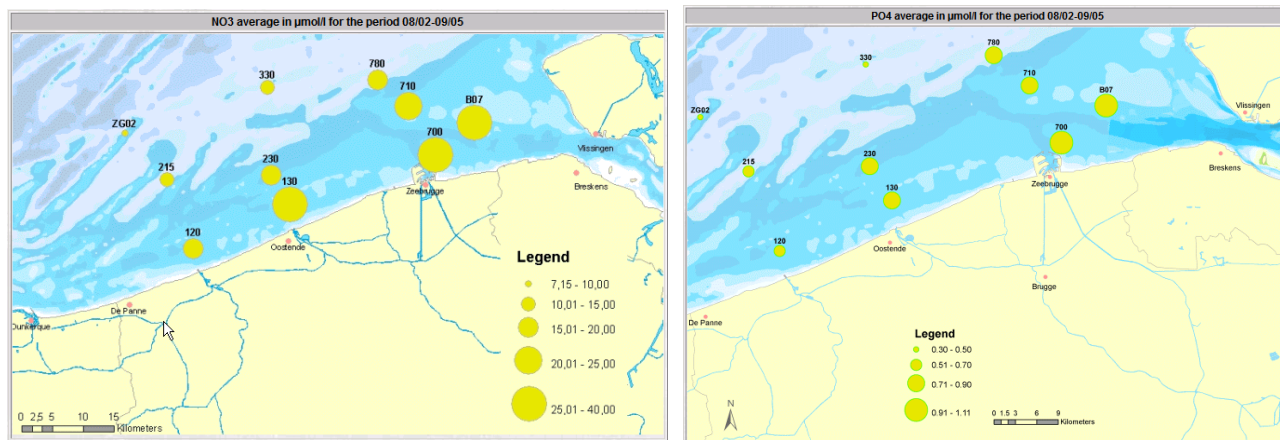 NO3 average in µmol/l for the period 08/02-09/05
780
330
710
B07
ZG02
700
Vlissingen
215
230
130
Zeebrugge
Breskens
120
Oostende
Legend
7,15 - 10,00
10,01 - 15,00
De Panne
Dunkerque
15,01 - 20,00
20,01 - 25,00
25,01 - 40,00
0 2.5 5 10 15
Kilometers
PO4 average in µmol/l for the period 08/02-09/05
780
330
710
B07
ZG02
Vlissingen
700
230
215
Breskens
Zeebrugge
130
120
Oostende
Brugge
De Panne
Legend
0.30 - 0.50
0.51 - 0.70
0.71 - 0.90
0.91 - 1.11
N
0 1.5 3 6 9
Kilometers